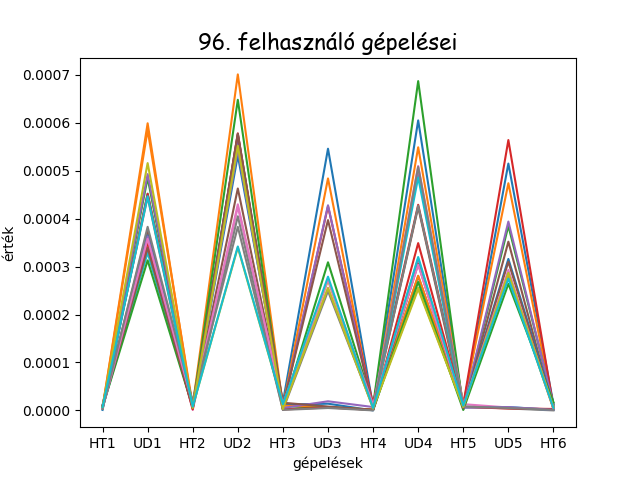 96. felhasználó gépelései
0.0007
0.0006
0.0005
0.0004
0.0003
0.0002
0.0001
0.0000
érték
HT1 UD1 HT2 UD2 HT3 UD3 HT4 UD4 HT5 UD5 HT6
gépelések